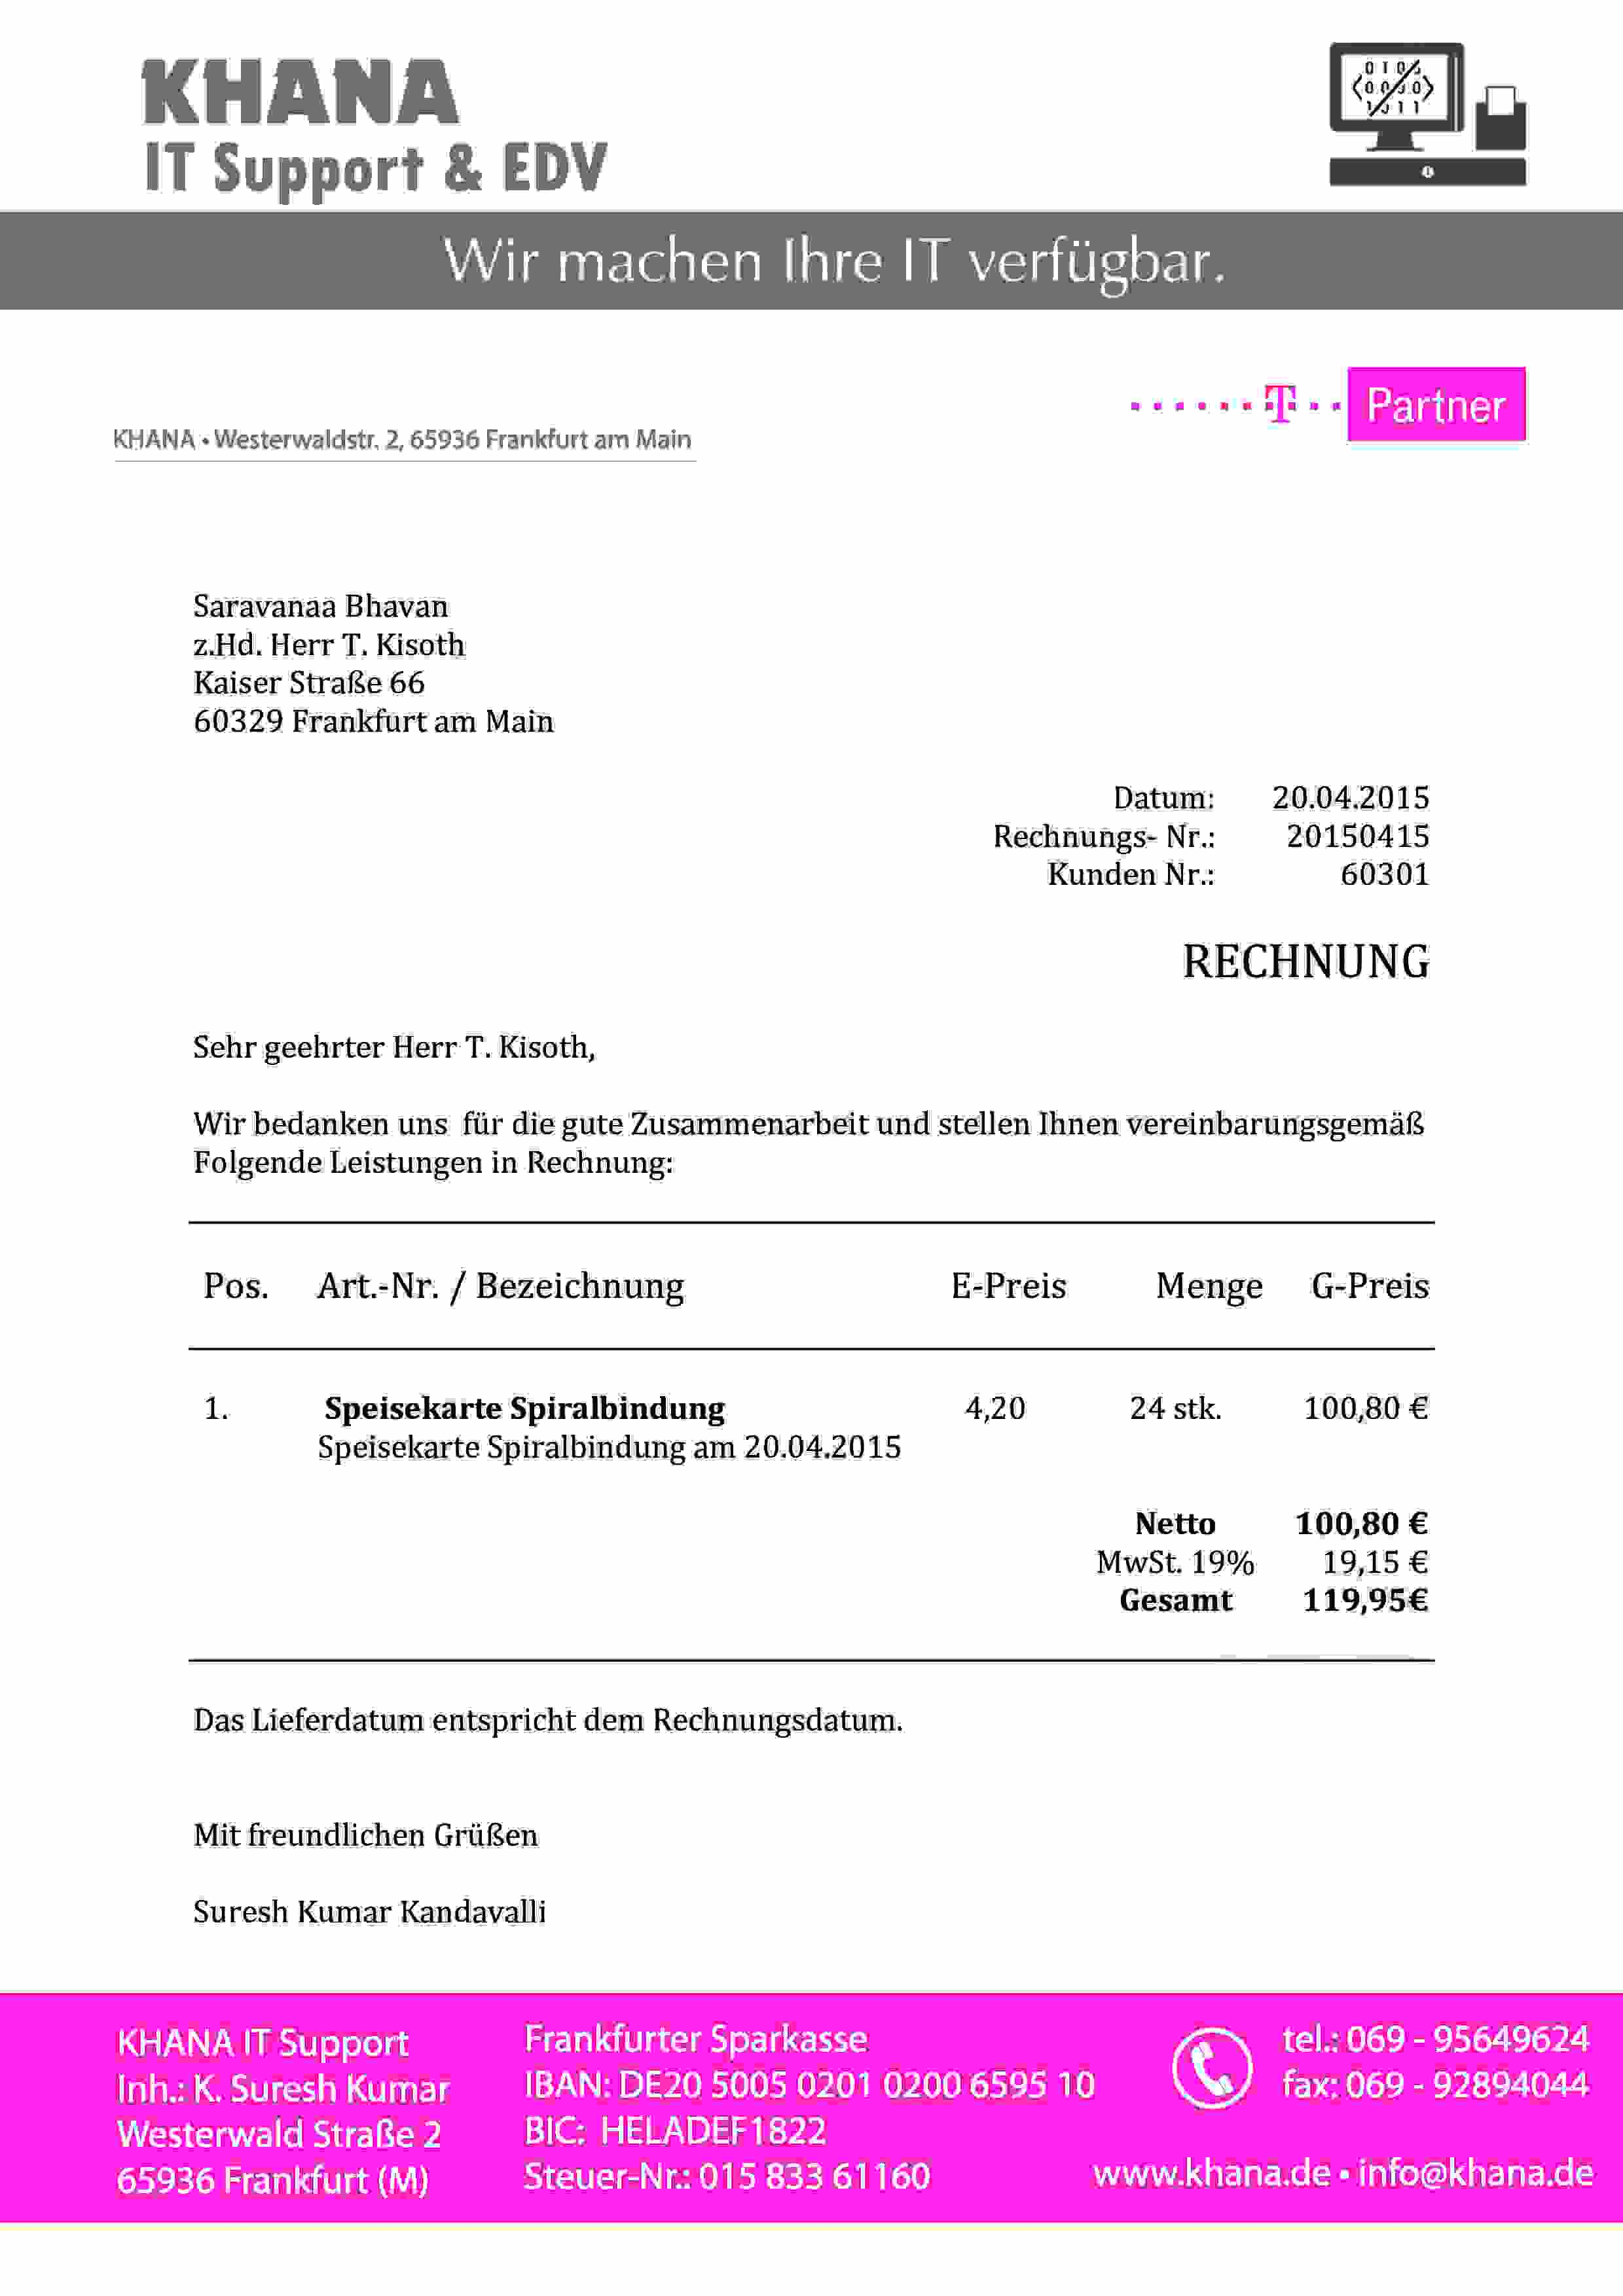 KHANA
IT Support & EDV
Wir machen Ihre IT verfügbar.
T Partner
KHANA • Westerwaldstr. 2, 65936 Frankfurt am Main
Saravanaa Bhavan
z.Hd. Herr T. Kisoth
Kaiser Straße 66
60329 Frankfurt am Main
Datum: 20.04.2015
Rechnungs- Nr.: 20150415
Kunden Nr.: 60301
RECHNUNG
Sehr geehrter Herr T. Kisoth,
Wir bedanken uns für die gute Zusammenarbeit und stellen Ihnen vereinbarungsgemäß
Folgende Leistungen in Rechnung:
Pos. Art.-Nr. / Bezeichnung E-Preis Menge G-Preis
1. Speisekarte Spiralbindung 4,20 24 stk. 100,80 €
Speisekarte Spiralbindung am 20.04.2015
Netto 100,80 €
MwSt. 19% 19,15 €
Gesamt 119,95€
Das Lieferdatum entspricht dem Rechnungsdatum.
Mit freundlichen Grüßen
Suresh Kumar Kandavalli
KHANA IT Support
Inh.: K. Suresh Kumar
Westerwald Straße 2
65936 Frankfurt (M)
Frankfurter Sparkasse
IBAN: DE20 5005 0201 0200 6595 10
BIC: HELADEF1822
Steuer-Nr.: 015 833 61160
tel.: 069 - 95649624
fax: 069 - 92894044
www.khana.de • info@khana.de